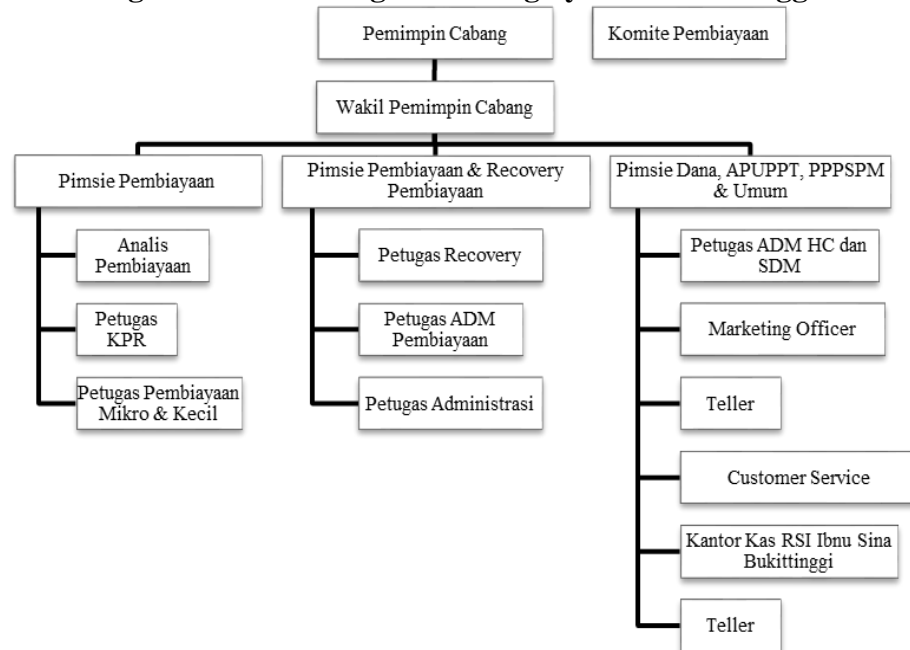 Pemimpin Cabang
Komite Pembiayaan
Wakil Pemimpin Cabang
Pimsie Pembiayaan
Analis
Pembiayaan
Petugas
KPR
Petugas Pembiayaan
Mikro & Kecil
Pimsie Pembiayaan & Recovery
Pembiayaan
Petugas Recovery
Petugas ADM
Pembiayaan
Petugas Administrasi
Pimsie Dana, APUPPT, PPPSPM
& Umum
Petugas ADM HC dan
SDM
Marketing Officer
Teller
Customer Service
Kantor Kas RSI Ibnu Sina
Bukittinggi
Teller